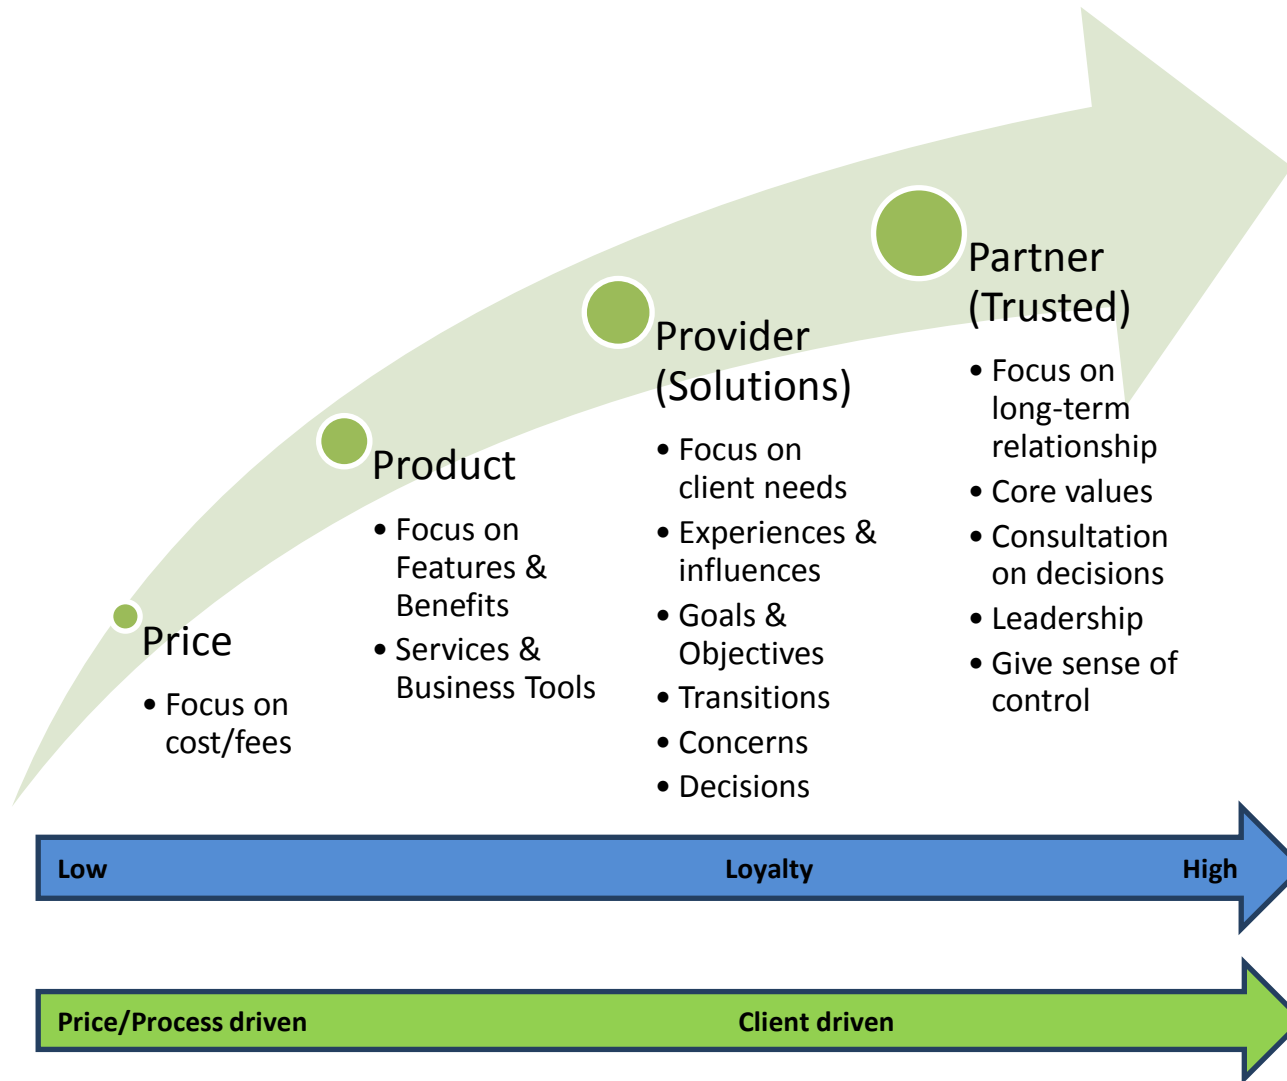 Price
• Focus on
cost/fees
Product
• Focus on
Features &
Benefits
• Services &
Business Tools
Provider
(Solutions)
• Focus on
client needs
• Experiences &
influences
• Goals &
Objectives
• Transitions
• Concerns
• Decisions
Partner
(Trusted)
• Focus on
long-term
relationship
• Core values
• Consultation
on decisions
• Leadership
• Give sense of
control
Low Loyalty High
Price/Process driven Client driven